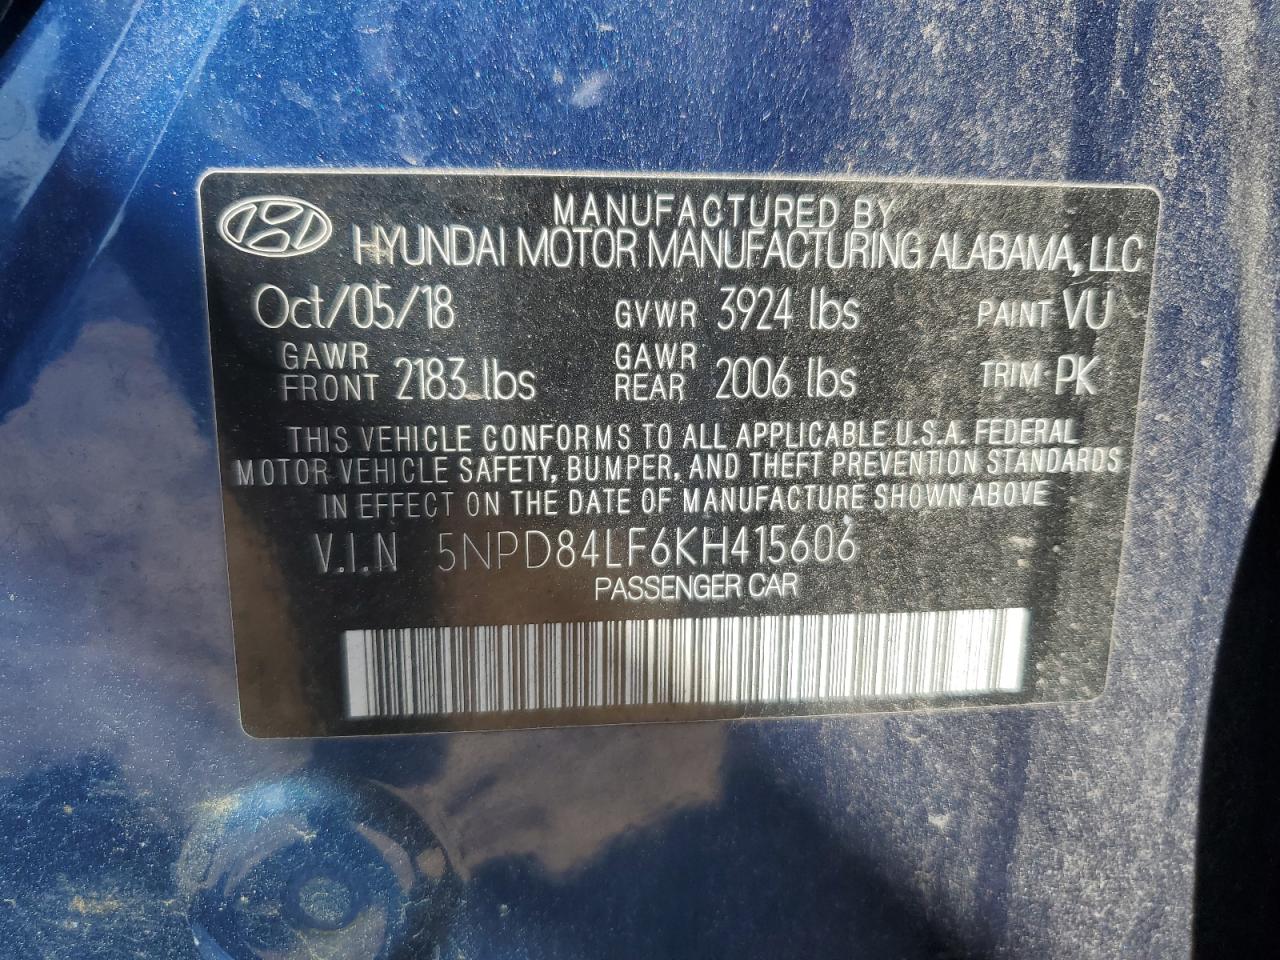 MANUFACTURED BY
HYUNDAI MOTOR MANUFACTURING ALABAMA, LLC
Oct/05/18 GVWR 3924 lbs PAINT VU
GAWR FRONT 2183 lbs GAWR REAR 2006 lbs TRIM PK
THIS VEHICLE CONFORMS TO ALL APPLICABLE U.S.A. FEDERAL
MOTOR VEHICLE SAFETY, BUMPER, AND THEFT PREVENTION STANDARDS
IN EFFECT ON THE DATE OF MANUFACTURE SHOWN ABOVE
V.I.N 5NPD84LF6KH415606
PASSENGER CAR